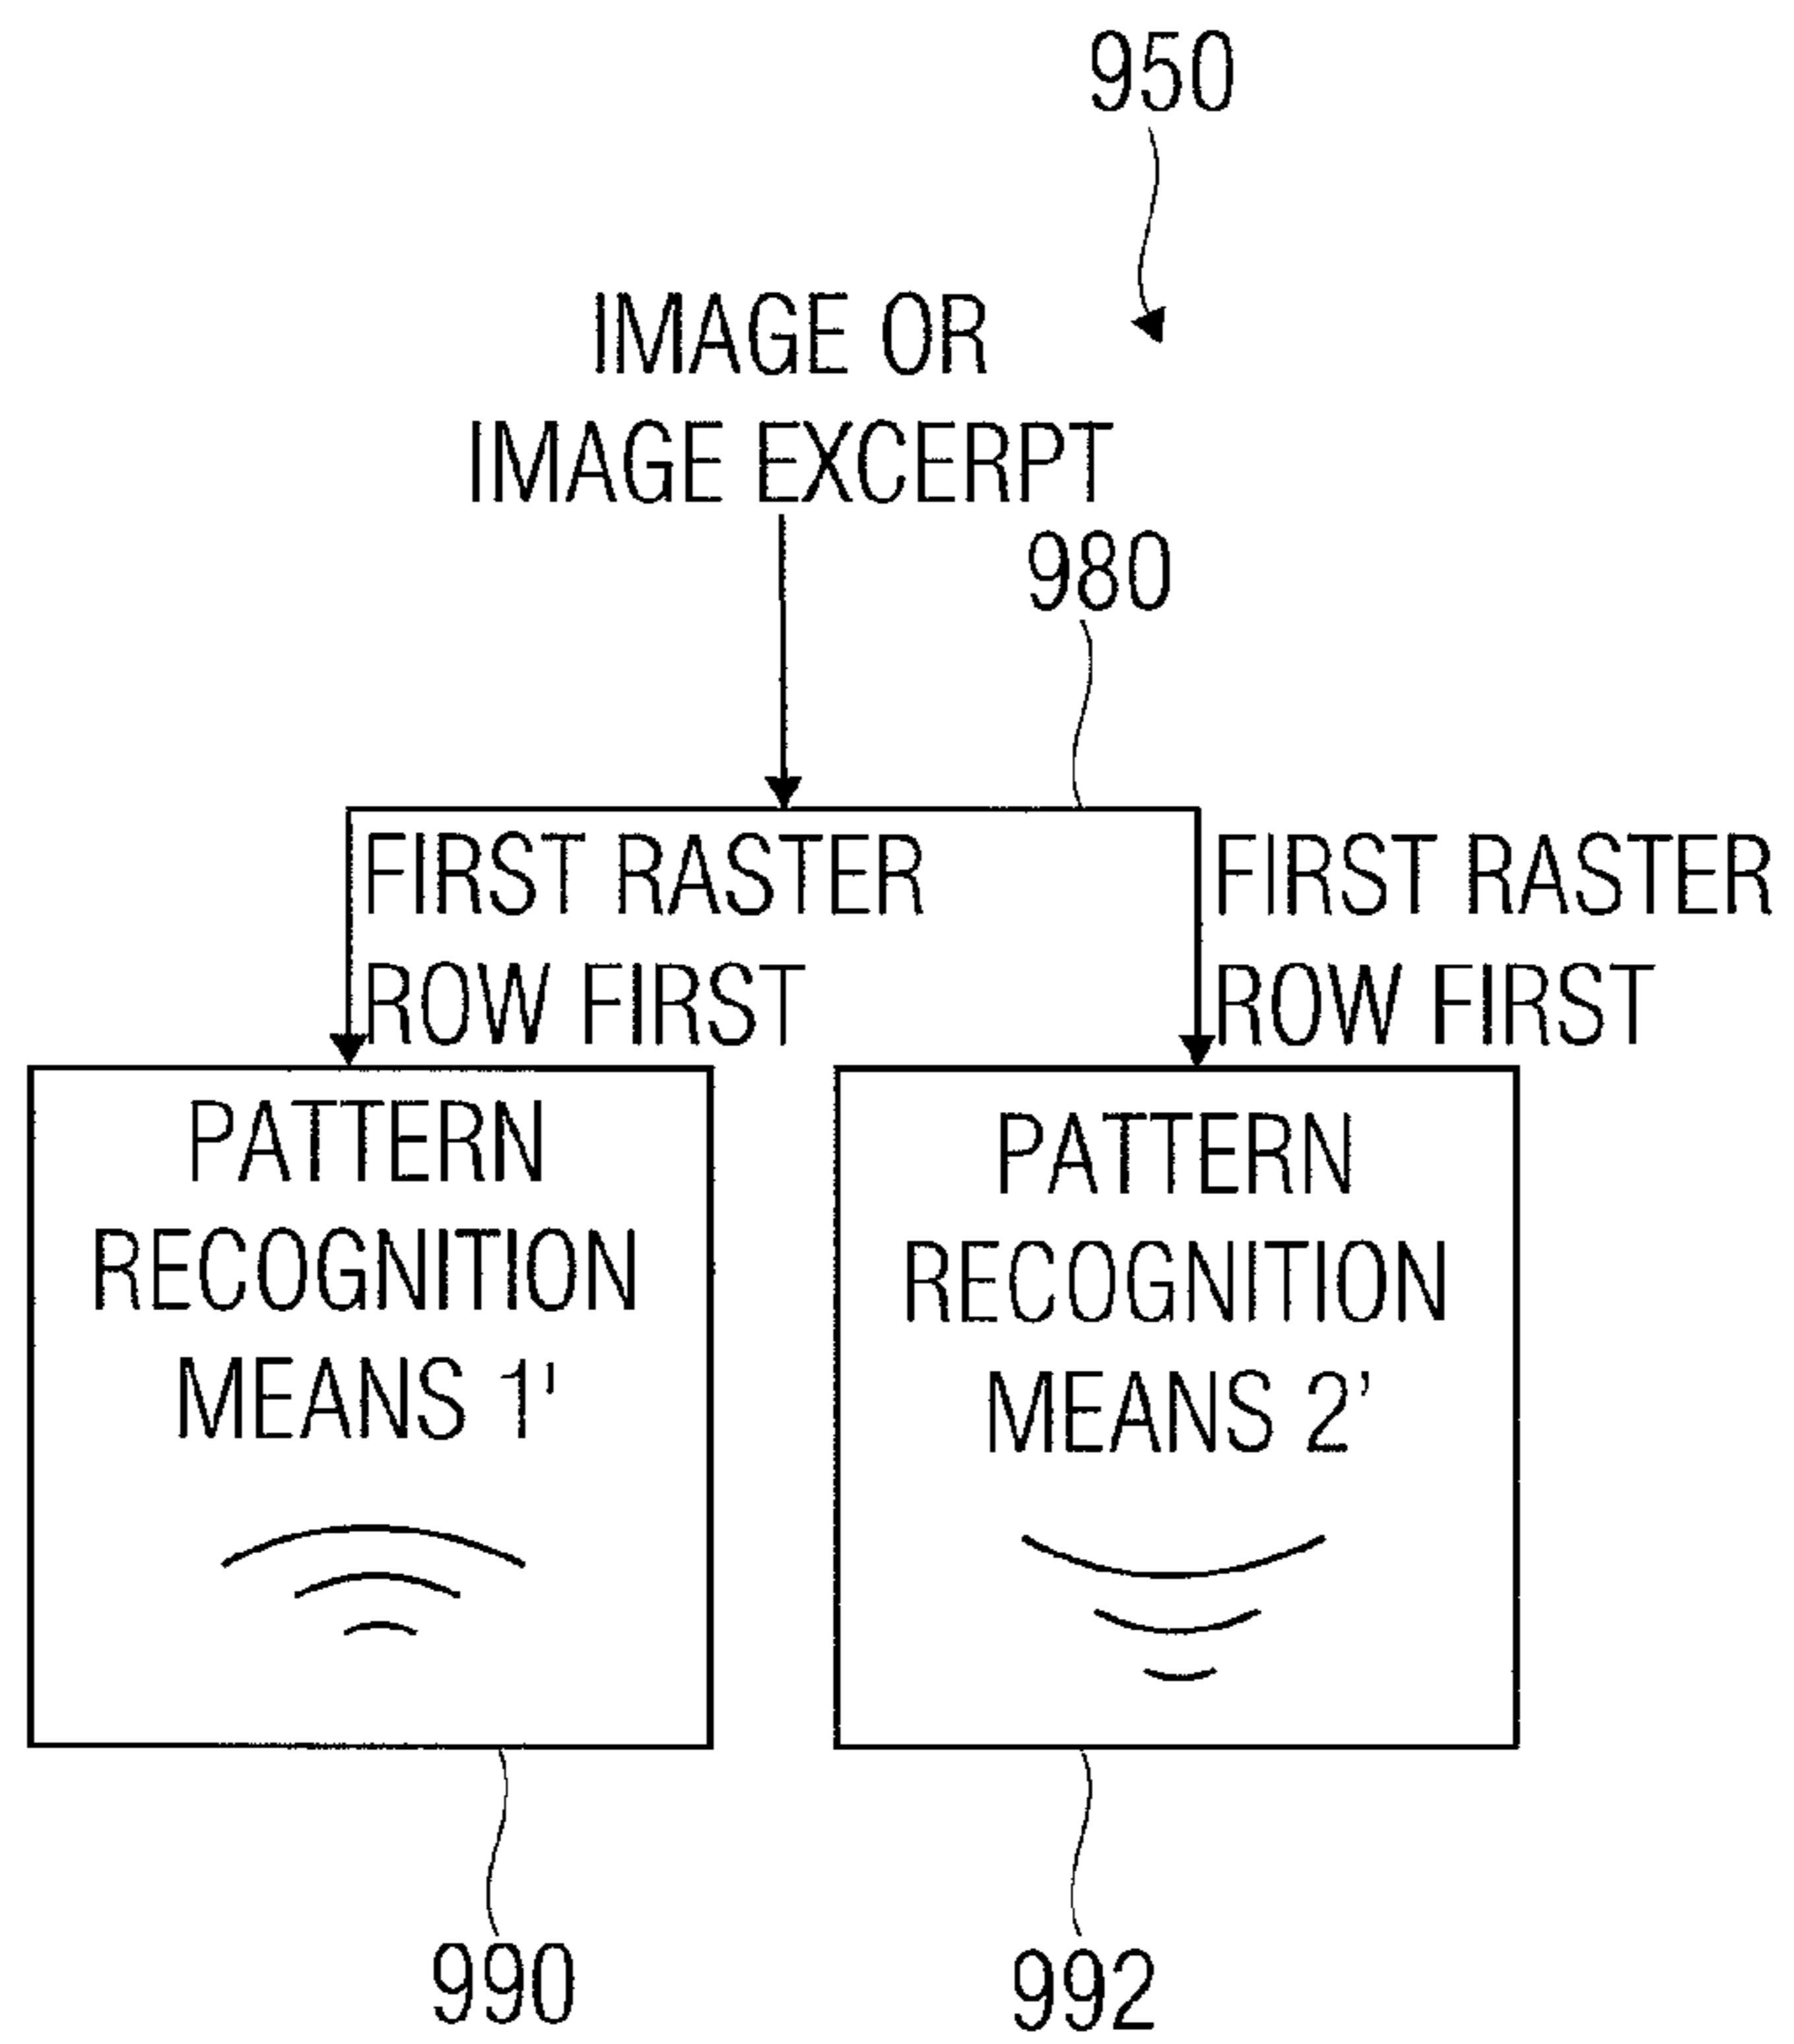 950
IMAGE OR
IMAGE EXCERPT
980
FIRST RASTER
ROW FIRST
FIRST RASTER
ROW FIRST
PATTERN
RECOGNITION
MEANS 1'
PATTERN
RECOGNITION
MEANS 2'
990
992